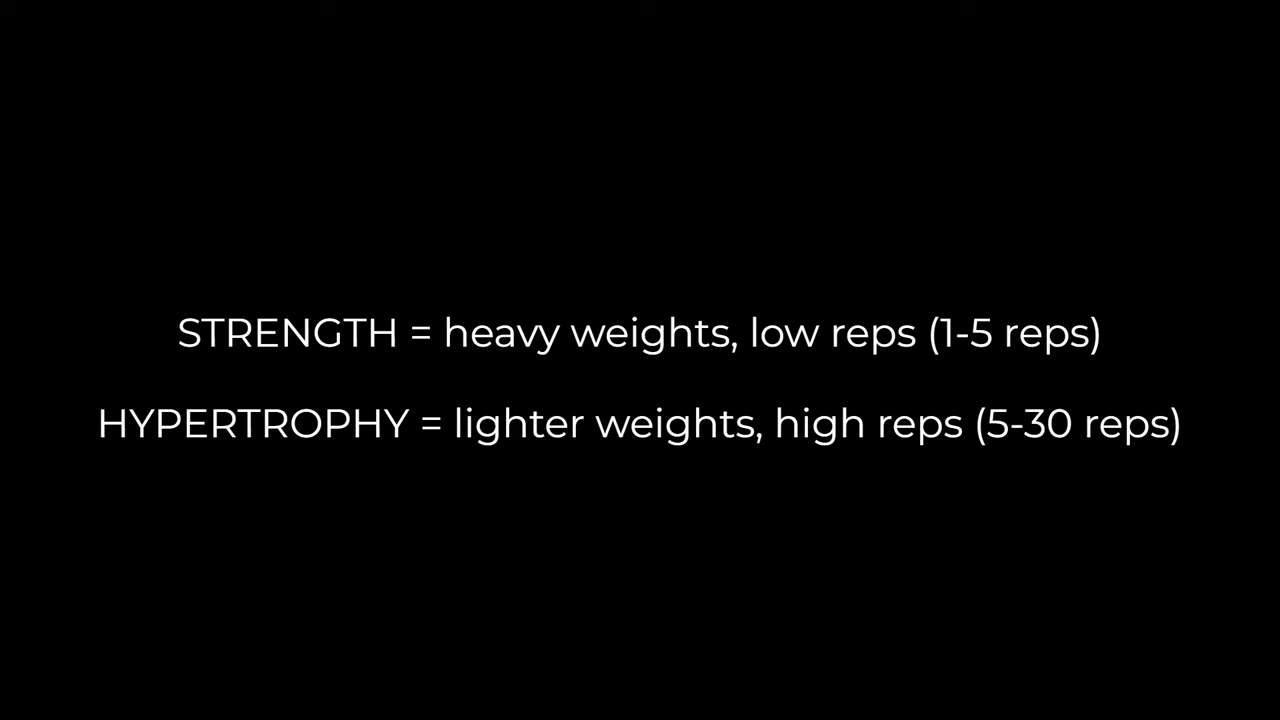 STRENGTH = heavy weights, low reps (1-5 reps)
HYPERTROPHY = lighter weights, high reps (5-30 reps)